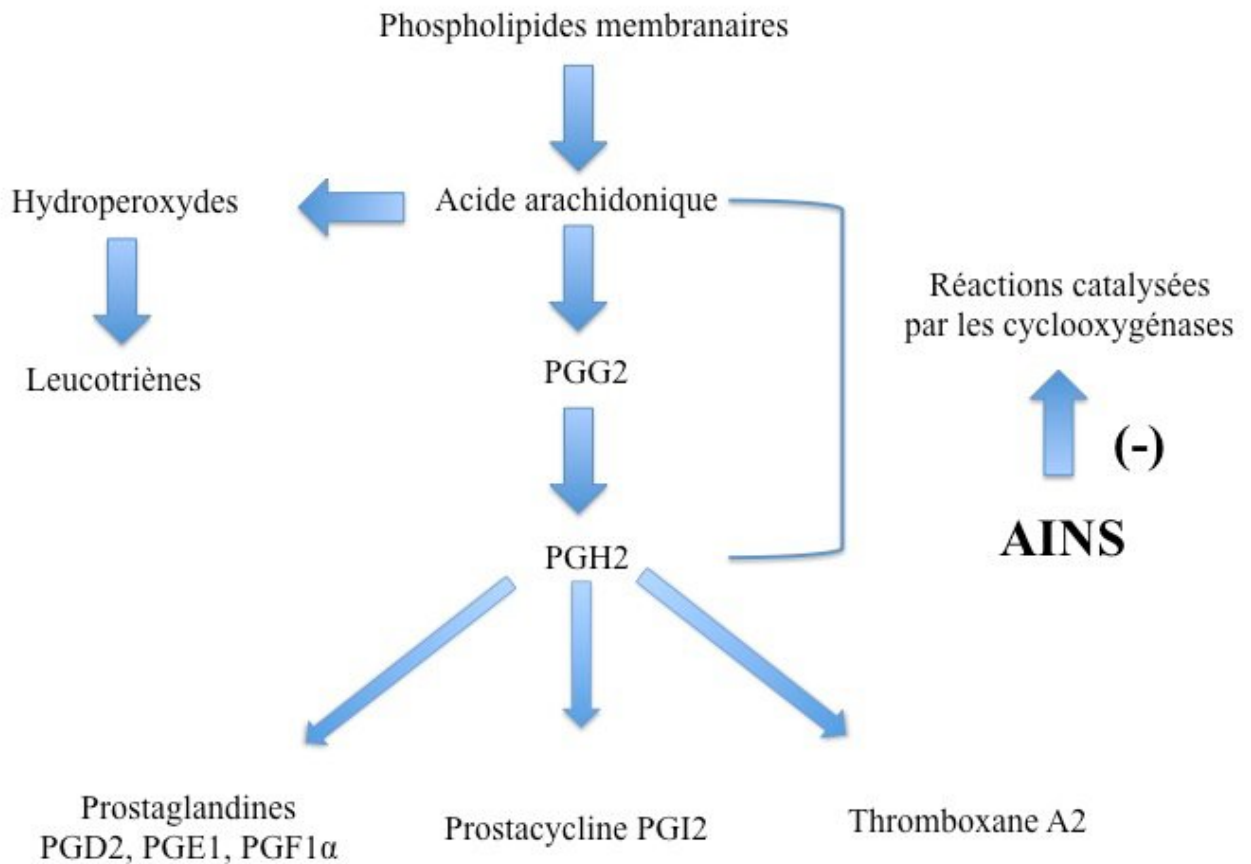 Phospholipides membranaires
Hydroperoxydes
Acide arachidonique
Réactions catalysées
par les cyclooxygénases
Leucotriènes
PGG2
(-)
AINS
PGH2
Prostaglandines
PGD2, PGE1, PGF1α
Prostacycline PGI2
Thromboxane A2